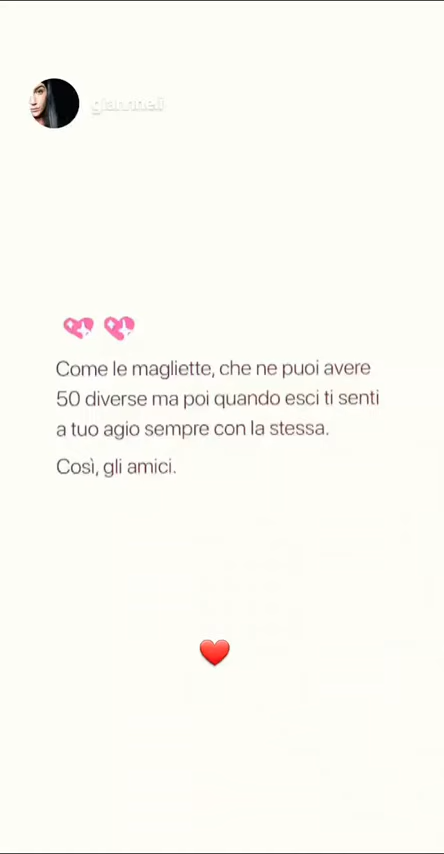 giannneli
Come le magliette, che ne puoi avere
50 diverse ma poi quando esci ti senti
a tuo agio sempre con la stessa.
Così, gli amici.